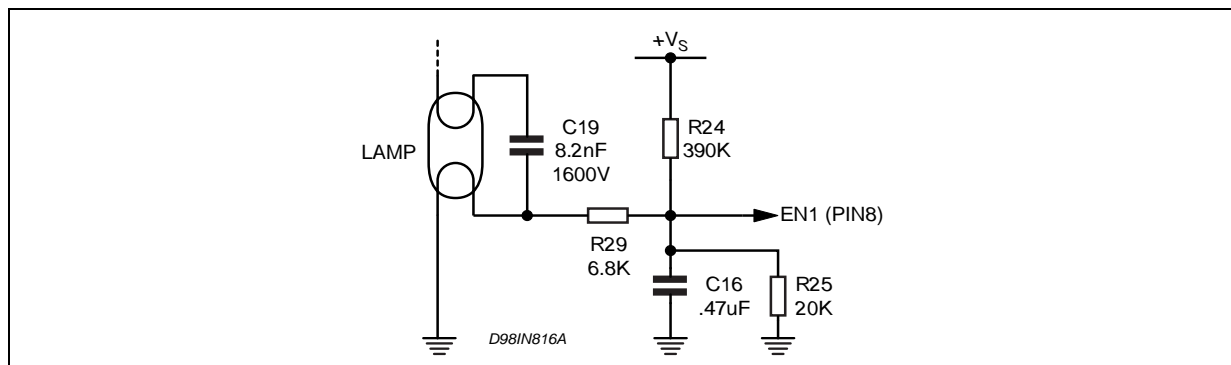 +VS
C19
8.2nF
1600V
R24
390K
LAMP
EN1 (PIN8)
R29
6.8K
C16
.47uF
R25
20K
D98IN816A